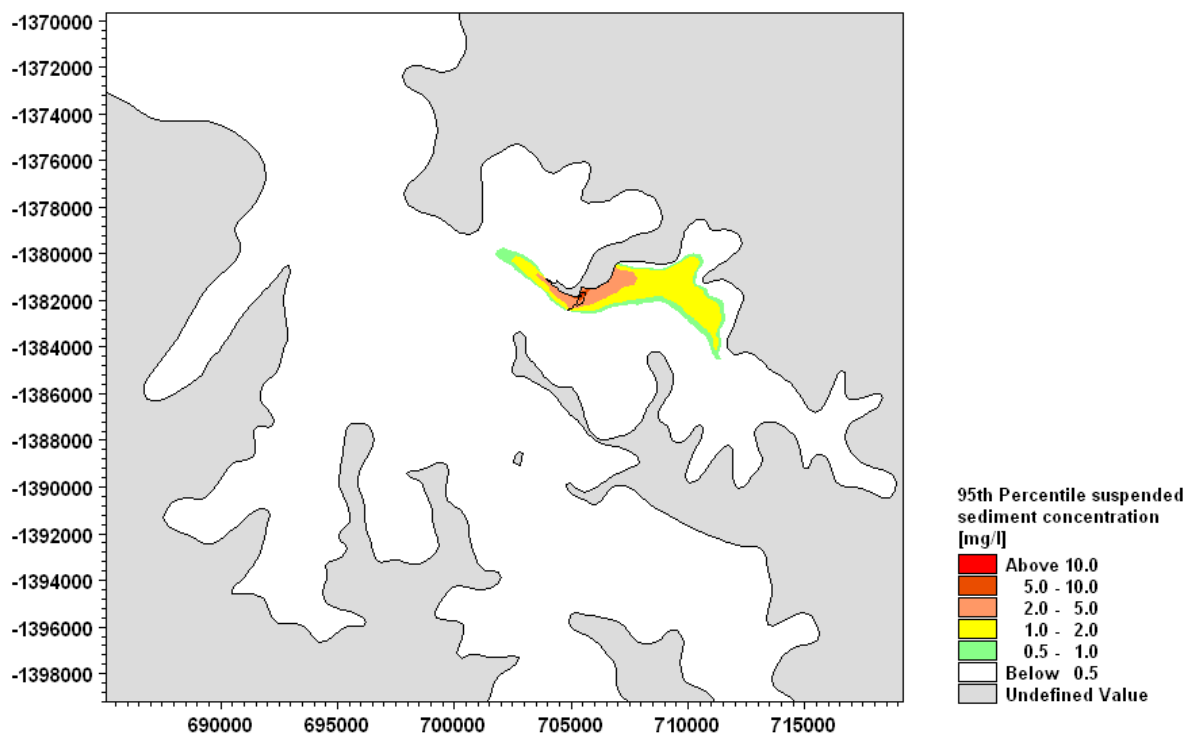 -1370000
-1372000
-1374000
-1376000
-1378000
-1380000
-1382000
-1384000
-1386000
-1388000
-1390000
-1392000
-1394000
-1396000
-1398000
690000 695000 700000 705000 710000 715000
95th Percentile suspended
sediment concentration
[mg/l]
Above 10.0
5.0 - 10.0
2.0 - 5.0
1.0 - 2.0
0.5 - 1.0
Below 0.5
Undefined Value